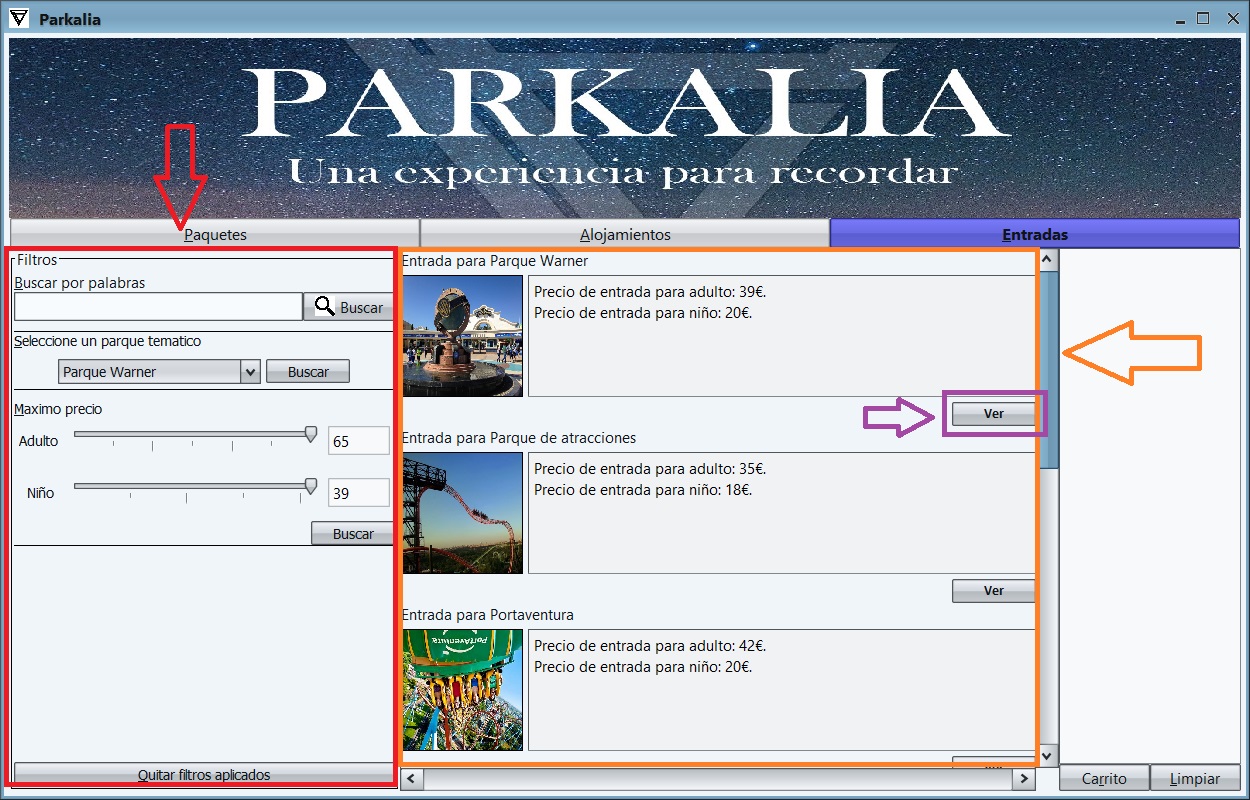 Parkalia
PARKALIA
Una experiencia para recordar
Paquetes
Alojamientos
Entradas
Filtros
Buscar por palabras
Buscar
Seleccione un parque tematico
Parque Warner
Buscar
Maximo precio
Adulto
65
Niño
39
Buscar
Quitar filtros aplicados
Entrada para Parque Warner
Precio de entrada para adulto: 39€.
Precio de entrada para niño: 20€.
Ver
Entrada para Parque de atracciones
Precio de entrada para adulto: 35€.
Precio de entrada para niño: 18€.
Ver
Entrada para Portaventura
PortAventura
Precio de entrada para adulto: 42€.
Precio de entrada para niño: 20€.
Carrito
Limpiar